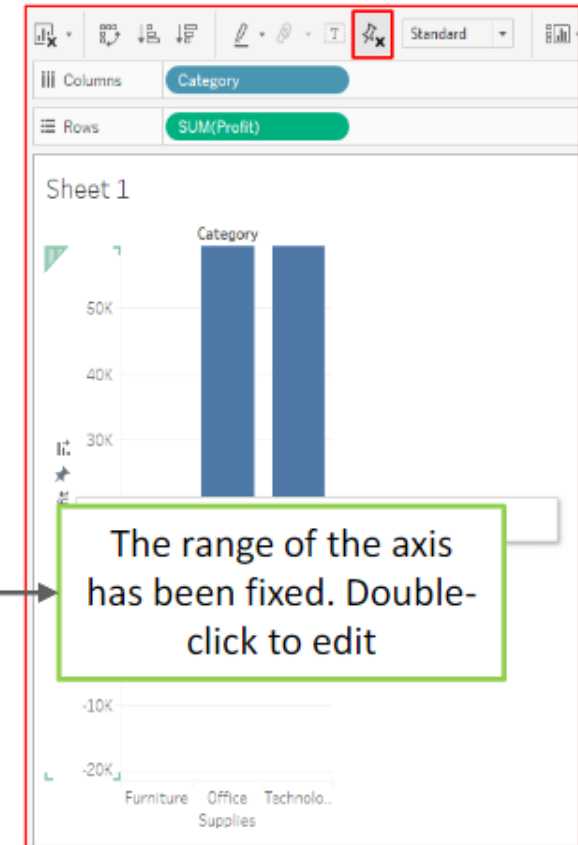 Standard
Columns Category
Rows SUM(Profit)
Sheet 1
Category
50K
40K
30K
The range of the axis
has been fixed. Double-
click to edit
-10K
-20K
Furniture Office Technolo..
Supplies